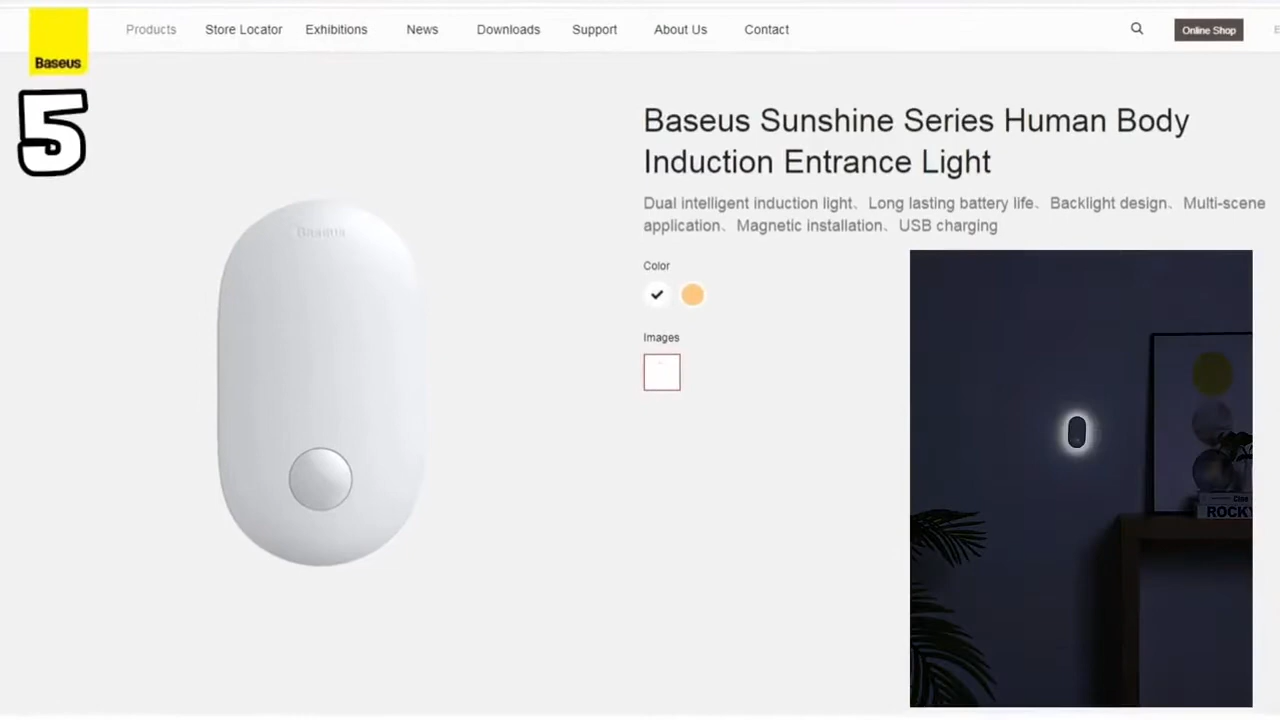 Products
Store Locator
Exhibitions
News
Downloads
Support
About Us
Contact
Online Shop
E
Baseus
5
Baseus Sunshine Series Human Body
Induction Entrance Light
Dual intelligent induction light、Long lasting battery life、Backlight design、Multi-scene
application、Magnetic installation、USB charging
Color
Images
Baseus
ROCKY